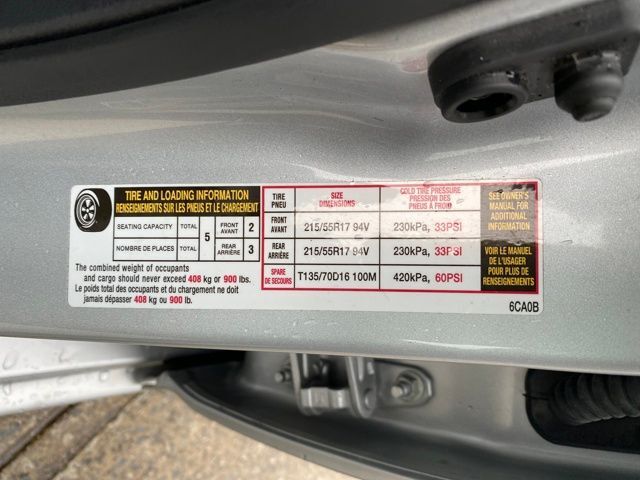 TIRE AND LOADING INFORMATION
RENSEIGNEMENTS SUR LES PNEUS ET LE CHARGEMENT
SEATING CAPACITY TOTAL 5 FRONT AVANT 2
NOMBRE DE PLACES TOTAL REAR ARRIÈRE 3
The combined weight of occupants
and cargo should never exceed 408 kg or 900 lbs.
Le poids total des occupants et du chargement ne doit
jamais dépasser 408 kg ou 900 lb.
TIRE PNEU SIZE DIMENSIONS COLD TIRE PRESSURE PRESSION DES PNEUS À FROID
FRONT AVANT 215/55R17 94V 230kPa, 33PSI
REAR ARRIÈRE 215/55R17 94V 230kPa, 33PSI
SPARE DE SECOURS T135/70D16 100M 420kPa, 60PSI
SEE OWNER'S
MANUAL FOR
ADDITIONAL
INFORMATION
VOIR LE MANUEL
DE L'USAGER
POUR PLUS DE
RENSEIGNEMENTS
6CA0B